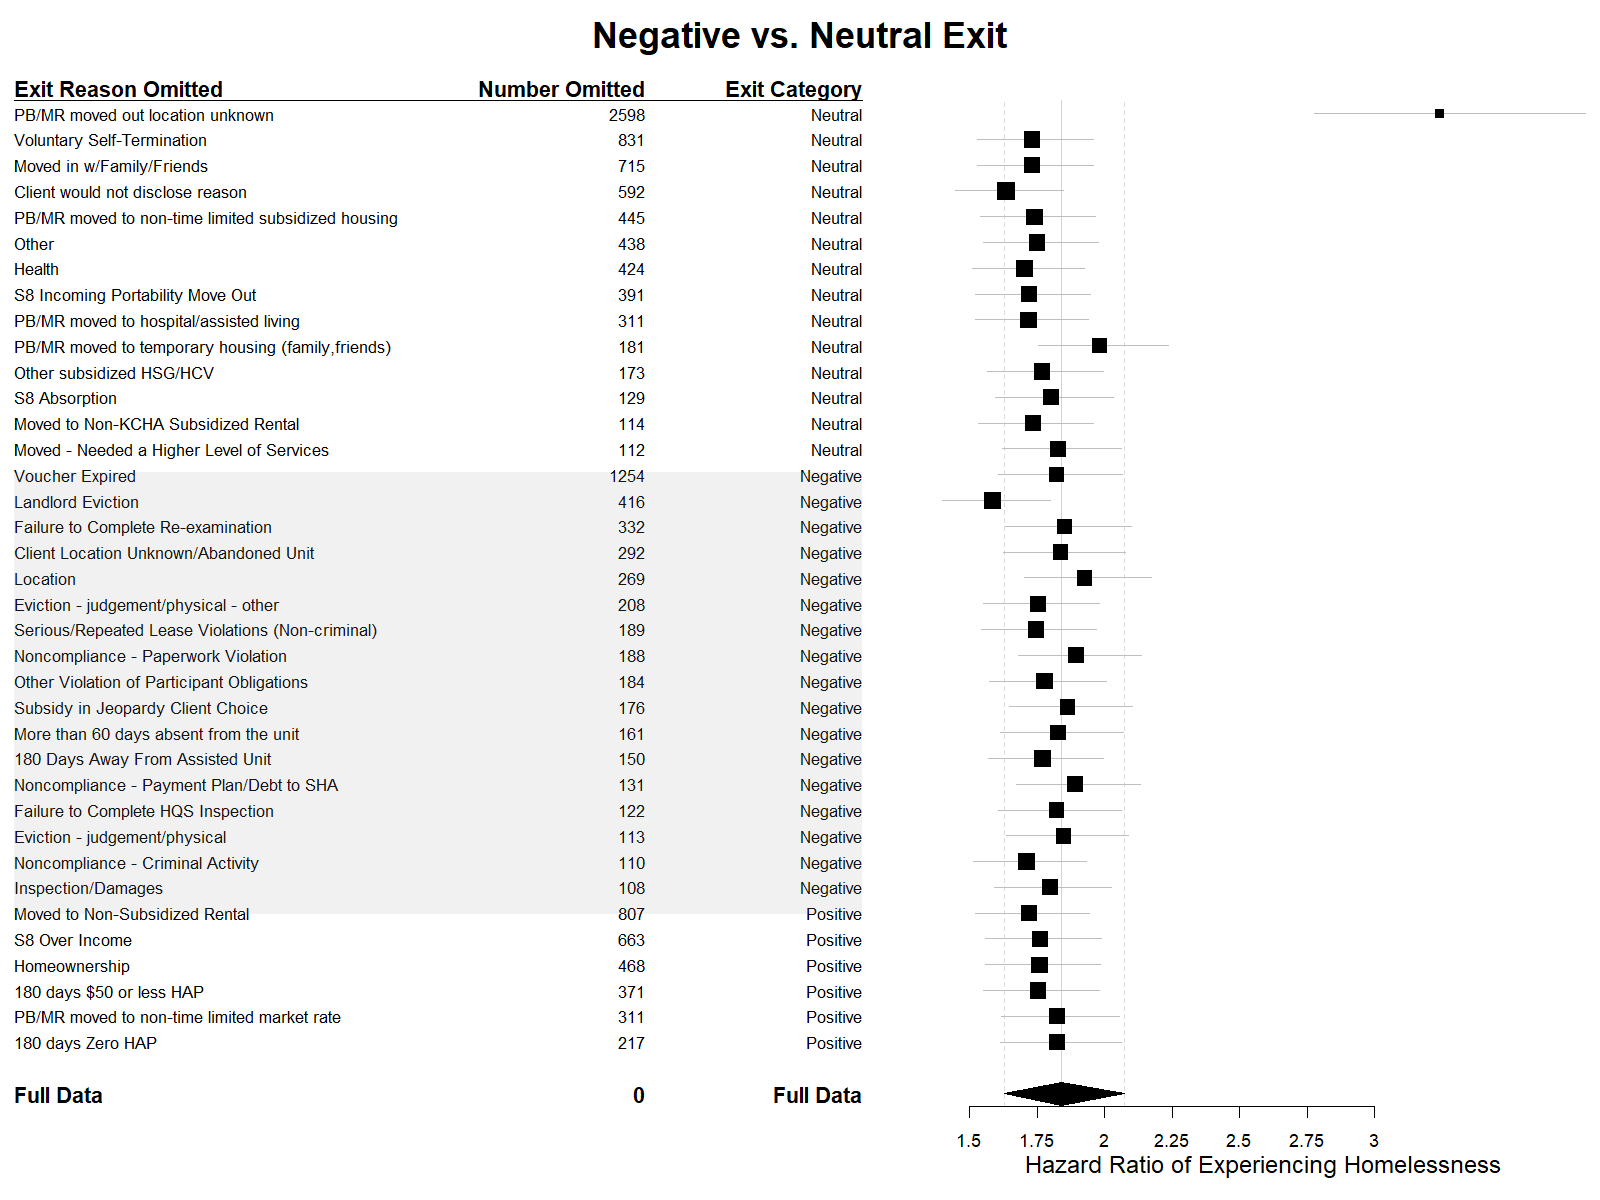 Negative vs. Neutral Exit
Exit Reason Omitted Number Omitted Exit Category
PB/MR moved out location unknown 2598 Neutral
Voluntary Self-Termination 831 Neutral
Moved in w/Family/Friends 715 Neutral
Client would not disclose reason 592 Neutral
PB/MR moved to non-time limited subsidized housing 445 Neutral
Other 438 Neutral
Health 424 Neutral
S8 Incoming Portability Move Out 391 Neutral
PB/MR moved to hospital/assisted living 311 Neutral
PB/MR moved to temporary housing (family,friends) 181 Neutral
Other subsidized HSG/HCV 173 Neutral
S8 Absorption 129 Neutral
Moved to Non-KCHA Subsidized Rental 114 Neutral
Moved - Needed a Higher Level of Services 112 Neutral
Voucher Expired 1254 Negative
Landlord Eviction 416 Negative
Failure to Complete Re-examination 332 Negative
Client Location Unknown/Abandoned Unit 292 Negative
Location 269 Negative
Eviction - judgement/physical - other 208 Negative
Serious/Repeated Lease Violations (Non-criminal) 189 Negative
Noncompliance - Paperwork Violation 188 Negative
Other Violation of Participant Obligations 184 Negative
Subsidy in Jeopardy Client Choice 176 Negative
More than 60 days absent from the unit 161 Negative
180 Days Away From Assisted Unit 150 Negative
Noncompliance - Payment Plan/Debt to SHA 131 Negative
Failure to Complete HQS Inspection 122 Negative
Eviction - judgement/physical 113 Negative
Noncompliance - Criminal Activity 110 Negative
Inspection/Damages 108 Negative
Moved to Non-Subsidized Rental 807 Positive
S8 Over Income 663 Positive
Homeownership 468 Positive
180 days $50 or less HAP 371 Positive
PB/MR moved to non-time limited market rate 311 Positive
180 days Zero HAP 217 Positive
Full Data 0 Full Data
1.5 1.75 2 2.25 2.5 2.75 3
Hazard Ratio of Experiencing Homelessness